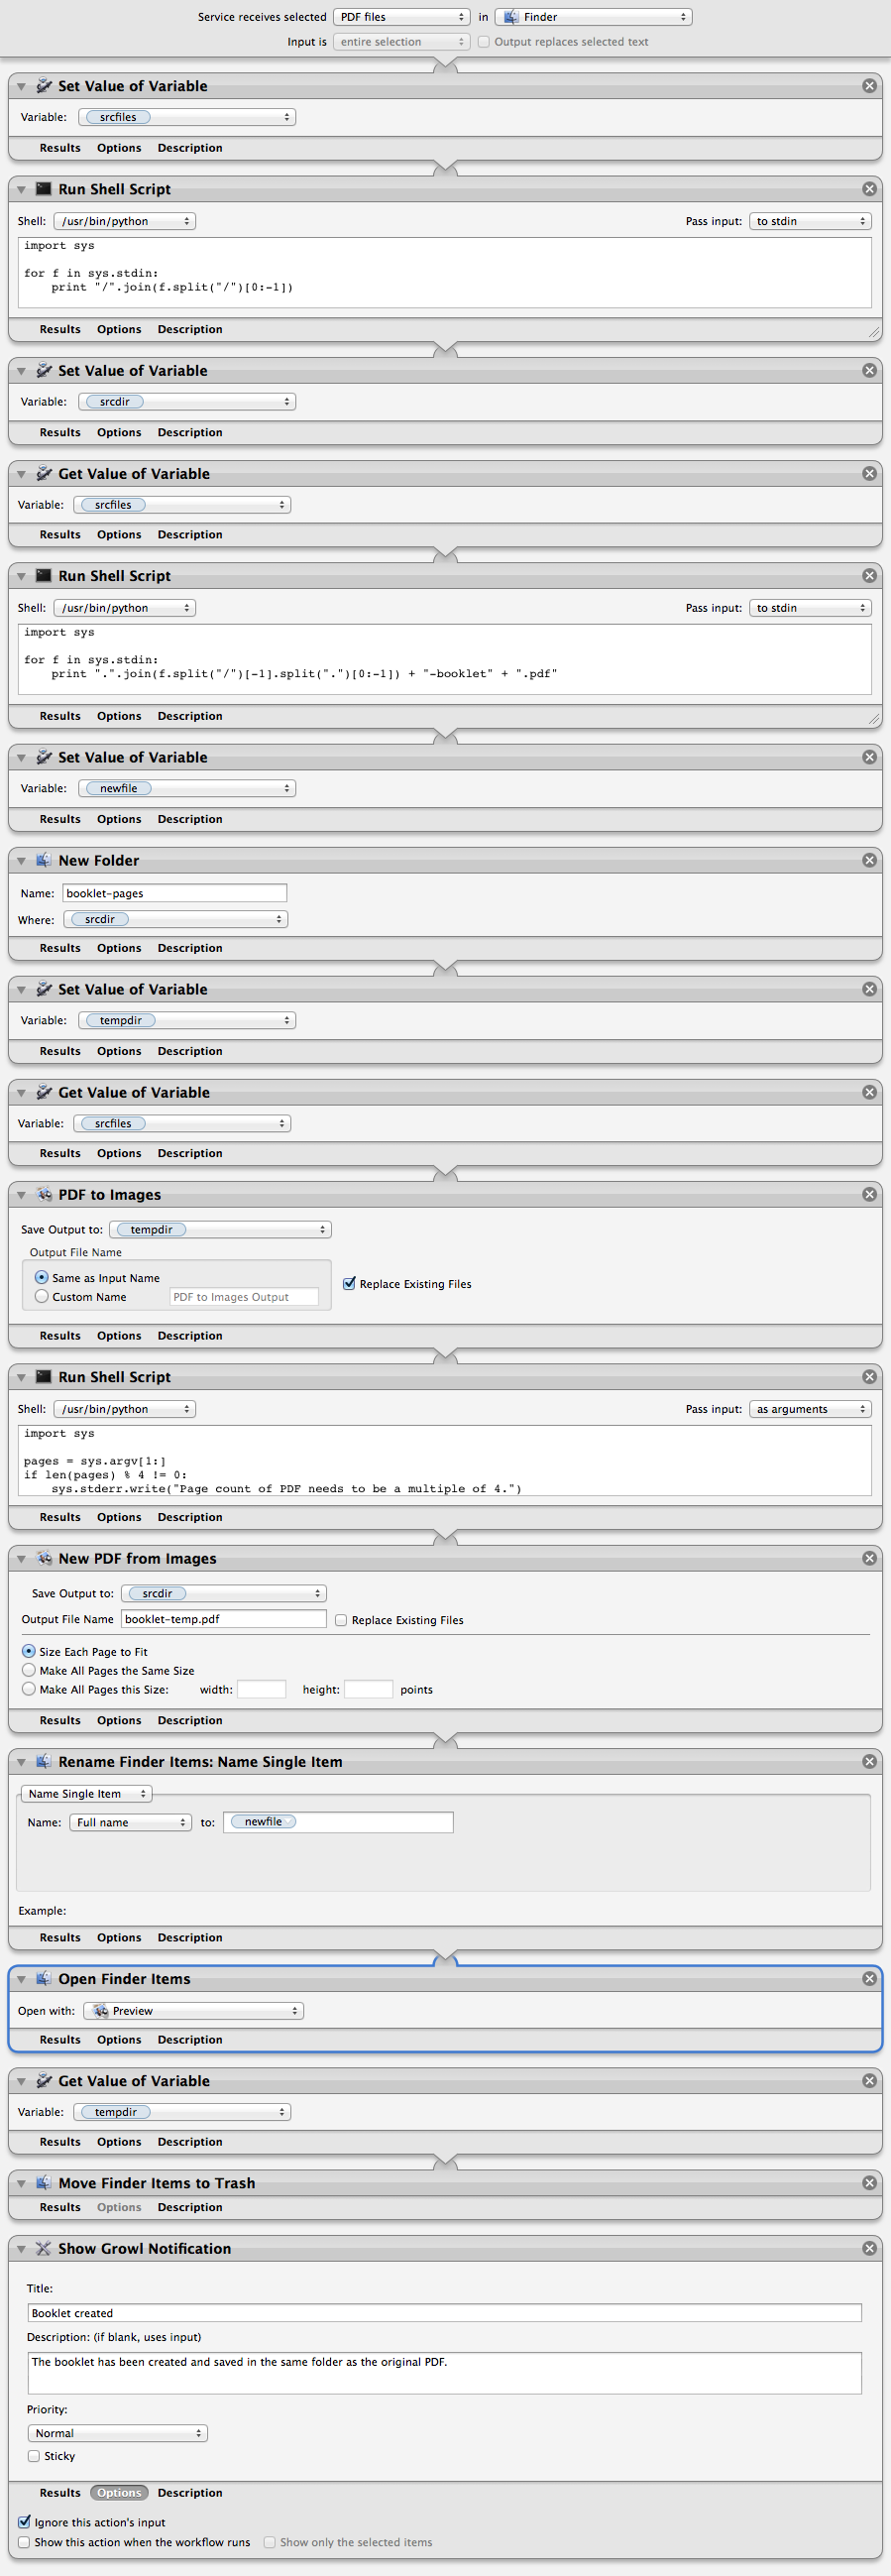 Service receives selected PDF files in Finder
Input is entire selection Output replaces selected text
Set Value of Variable
Variable: srcfiles
Results Options Description
Run Shell Script
Shell: /usr/bin/python Pass input: to stdin
import sys
for f in sys.stdin:
print "/".join(f.split("/")[0:-1])
Results Options Description
Set Value of Variable
Variable: srcdir
Results Options Description
Get Value of Variable
Variable: srcfiles
Results Options Description
Run Shell Script
Shell: /usr/bin/python Pass input: to stdin
import sys
for f in sys.stdin:
print ".".join(f.split("/")[-1].split(".")[0:-1]) + "-booklet" + ".pdf"
Results Options Description
Set Value of Variable
Variable: newfile
Results Options Description
New Folder
Name: booklet-pages
Where: srcdir
Results Options Description
Set Value of Variable
Variable: tempdir
Results Options Description
Get Value of Variable
Variable: srcfiles
Results Options Description
PDF to Images
Save Output to: tempdir
Output File Name
Same as Input Name
Replace Existing Files
Custom Name PDF to Images Output
Results Options Description
Run Shell Script
Shell: /usr/bin/python Pass input: as arguments
import sys
pages = sys.argv[1:]
if len(pages) % 4 != 0:
sys.stderr.write("Page count of PDF needs to be a multiple of 4.")
Results Options Description
New PDF from Images
Save Output to: srcdir
Output File Name booklet-temp.pdf Replace Existing Files
Size Each Page to Fit
Make All Pages the Same Size
Make All Pages this Size: width: height: points
Results Options Description
Rename Finder Items: Name Single Item
Name Single Item
Name: Full name to: newfile
Example:
Results Options Description
Open Finder Items
Open with: Preview
Results Options Description
Get Value of Variable
Variable: tempdir
Results Options Description
Move Finder Items to Trash
Results Options Description
Show Growl Notification
Title:
Booklet created
Description: (if blank, uses input)
The booklet has been created and saved in the same folder as the original PDF.
Priority:
Normal
Sticky
Results Options Description
Ignore this action's input
Show this action when the workflow runs Show only the selected items